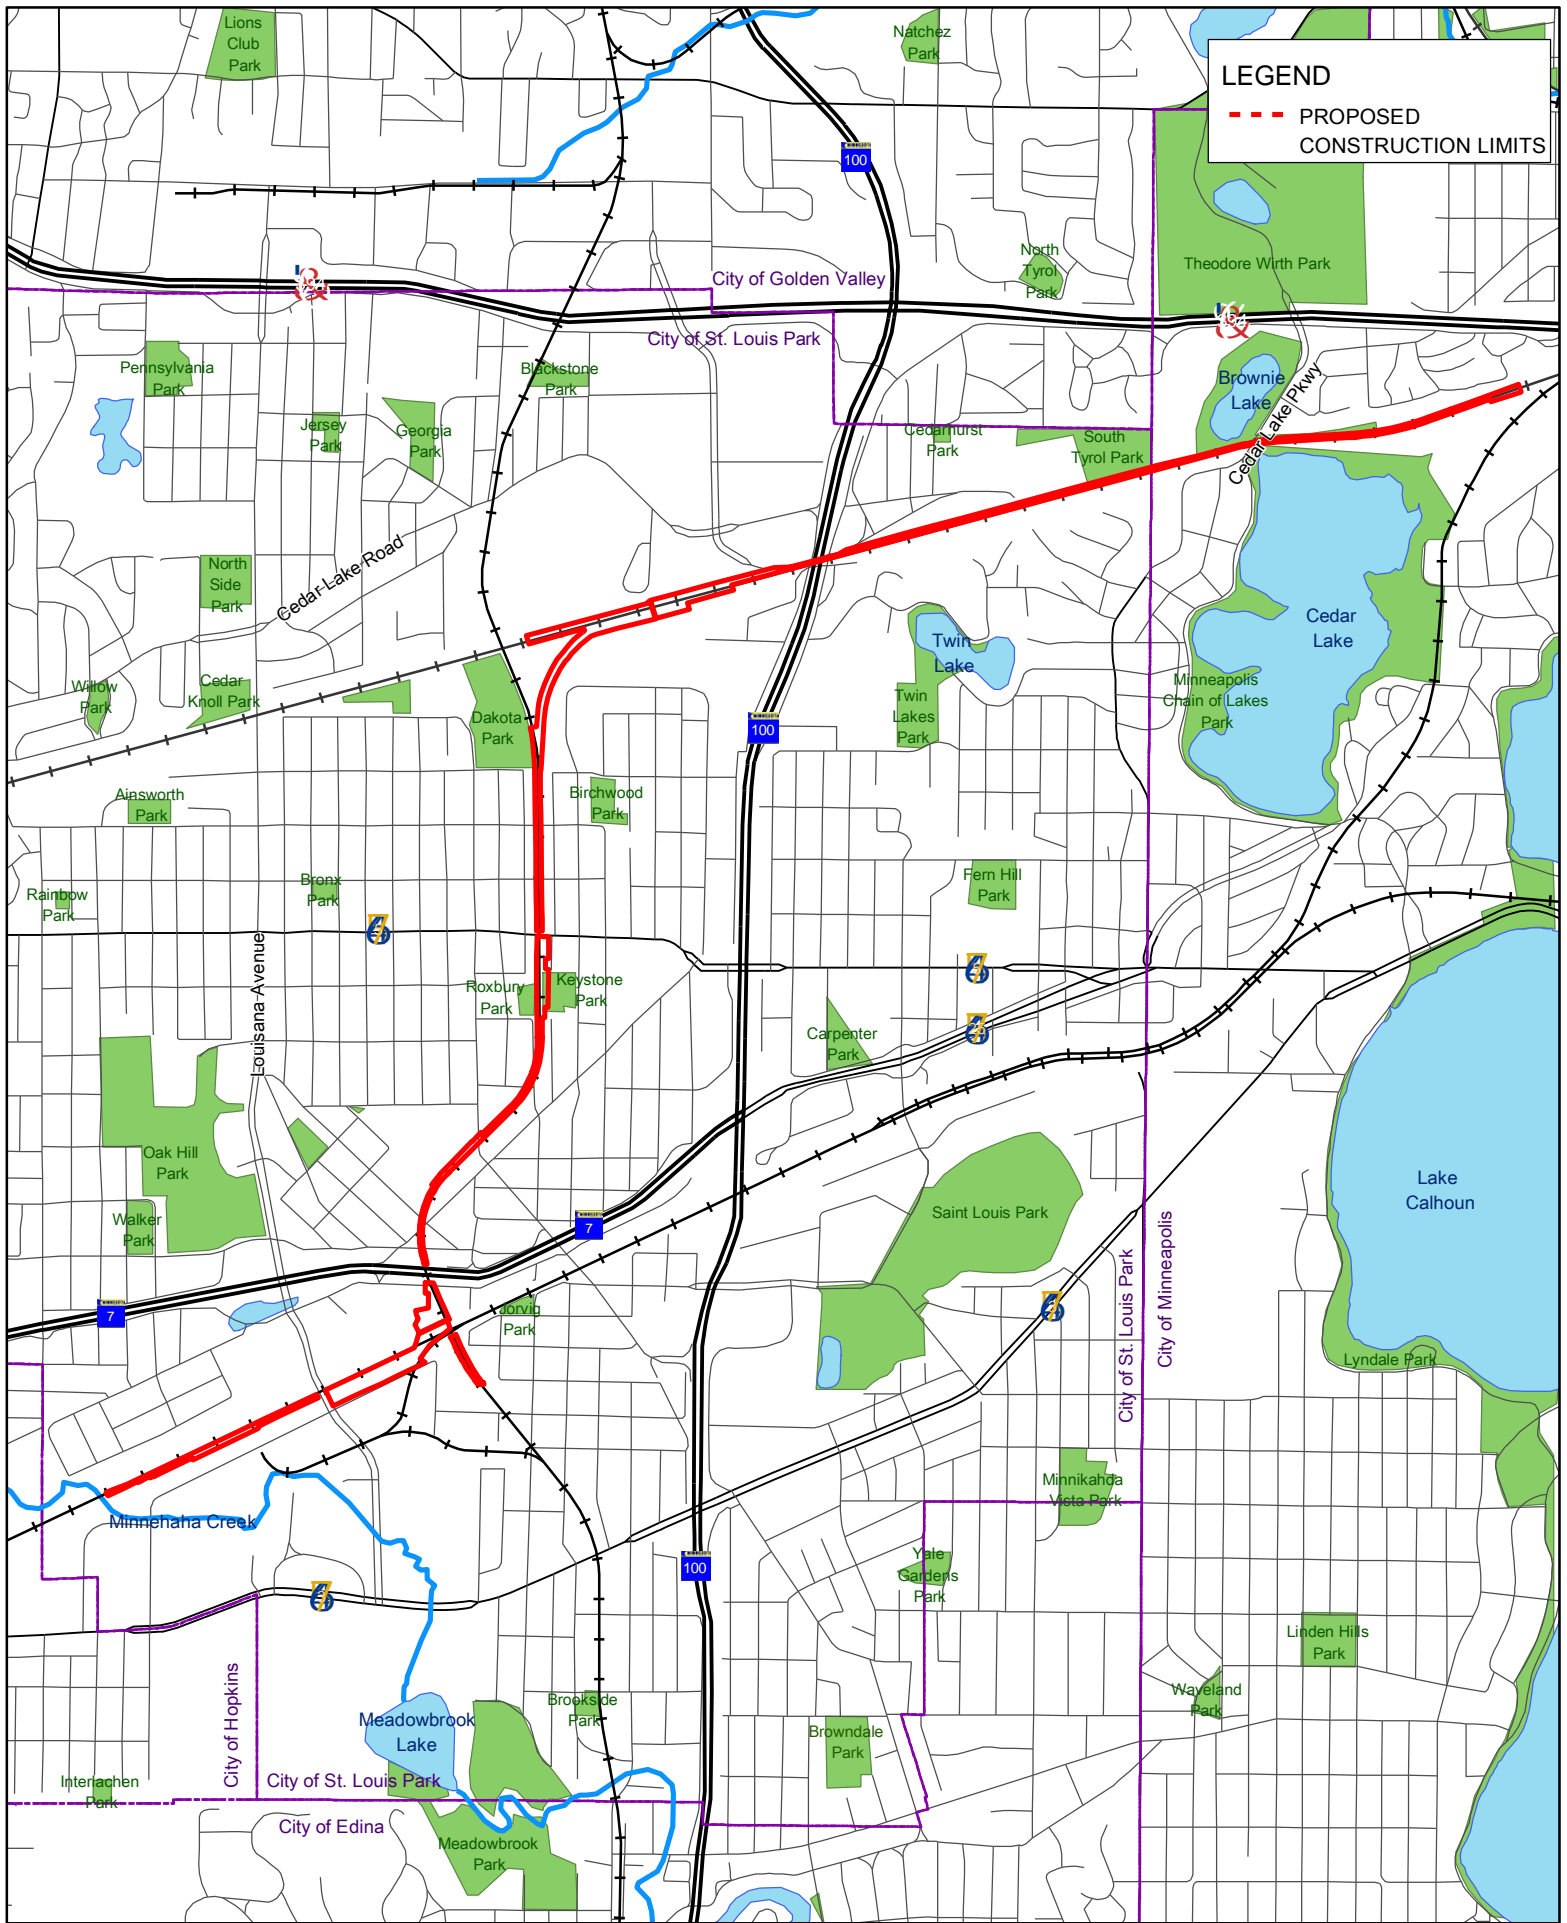 Lions
Club
Park
Natchez
Park
LEGEND
PROPOSED
CONSTRUCTION LIMITS
100
North
Tyrol
Park
Theodore Wirth Park
City of Golden Valley
City of St. Louis Park
Pennsylvania
Park
Blackstone
Park
Brownie
Lake
Cedar Lake Pkwy
Jersey
Park
Georgia
Park
Cedarhurst
Park
South
Tyrol Park
North
Side
Park
Cedar Lake Road
Cedar
Lake
Twin
Lake
Willow
Park
Cedar
Knoll Park
Dakota
Park
100
Twin
Lakes
Park
Minneapolis
Chain of Lakes
Park
Ainsworth
Park
Birchwood
Park
Rainbow
Park
Bronx
Park
Fern Hill
Park
Louisana Avenue
Roxbury
Park
Keystone
Park
Carpenter
Park
Oak Hill
Park
Walker
Park
7
Saint Louis Park
Lake
Calhoun
City of St. Louis Park
City of Minneapolis
7
Jorvig
Park
Lyndale Park
Minnikahda
Vista Park
Minnehaha Creek
100
Yale
Gardens
Park
Linden Hills
Park
City of Hopkins
Meadowbrook
Lake
Brookside
Park
Browndale
Park
Waveland
Park
Interlachen
Park
City of St. Louis Park
City of Edina
Meadowbrook
Park